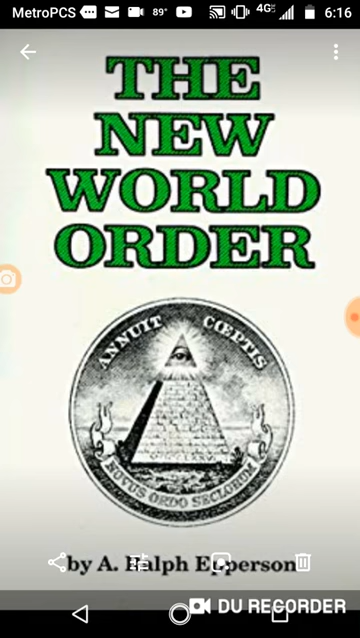 MetroPCS 89° 4G 6:16
THE
NEW
WORLD
ORDER
ANNUIT CŒPTIS
NOVUS ORDO SECLORUM
by A. Ralph Epperson
DU RECORDER